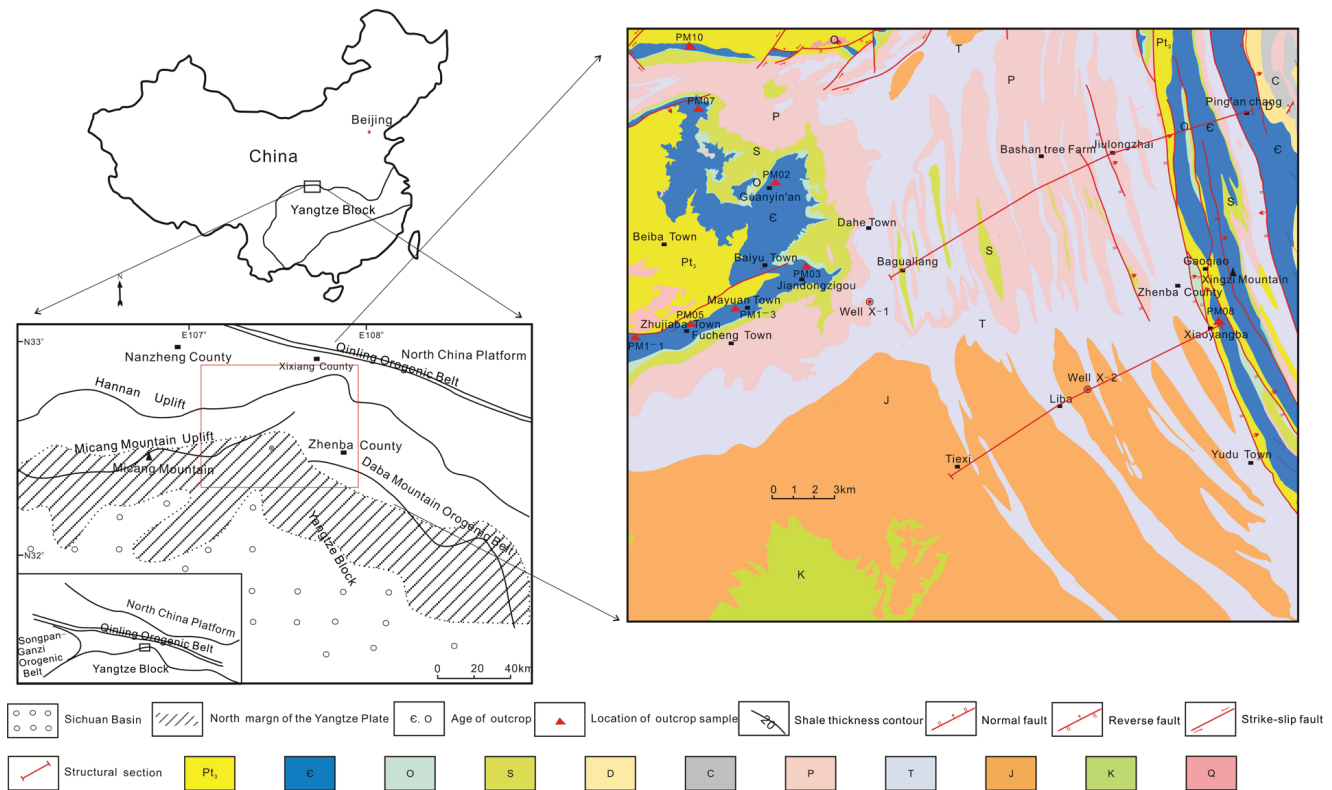 Beijing
China
Yangtze Block
N
E107°
E108°
N33°
N32°
Nanzheng County
Xixiang County
Qinling Orogenic Belt
North China Platform
Hannan Uplift
Micang Mountain Uplift
Micang Mountain
Zhenba County
Daba Mountain Orogenic Belt
Yangtze Block
0 20 40km
North China Platform
Qinling Orogenic Belt
Songpan-
Ganzi
Orogenic
Belt
Yangtze Block
PM10
Q
T
P
Pt₃
C
D
Ping'an chang
PM07
P
O
Є
Jiulongzhai
Bashan tree Farm
S
Є
O
PM02
Guanyin'an
Є
S
Dahe Town
Beiba Town
Pt₃
Baiyu Town
PM03
Jiandongzigou
Bagualiang
S
Gaoqiao
Xingzi Mountain
Zhenba County
Mayuan Town
PM1-3
Well X-1
PM05
Zhujiaba Town
PM1-1
Fucheng Town
T
PM08
Xiaoyangba
J
Well X-2
Liba
Tiexi
Yudu Town
0 1 2 3km
K
Sichuan Basin
North margn of the Yangtze Plate
Є. O
Age of outcrop
Location of outcrop sample
20
Shale thickness contour
Normal fault
Reverse fault
Strike-slip fault
Structural section
Pt₃
Є
O
S
D
C
P
T
J
K
Q